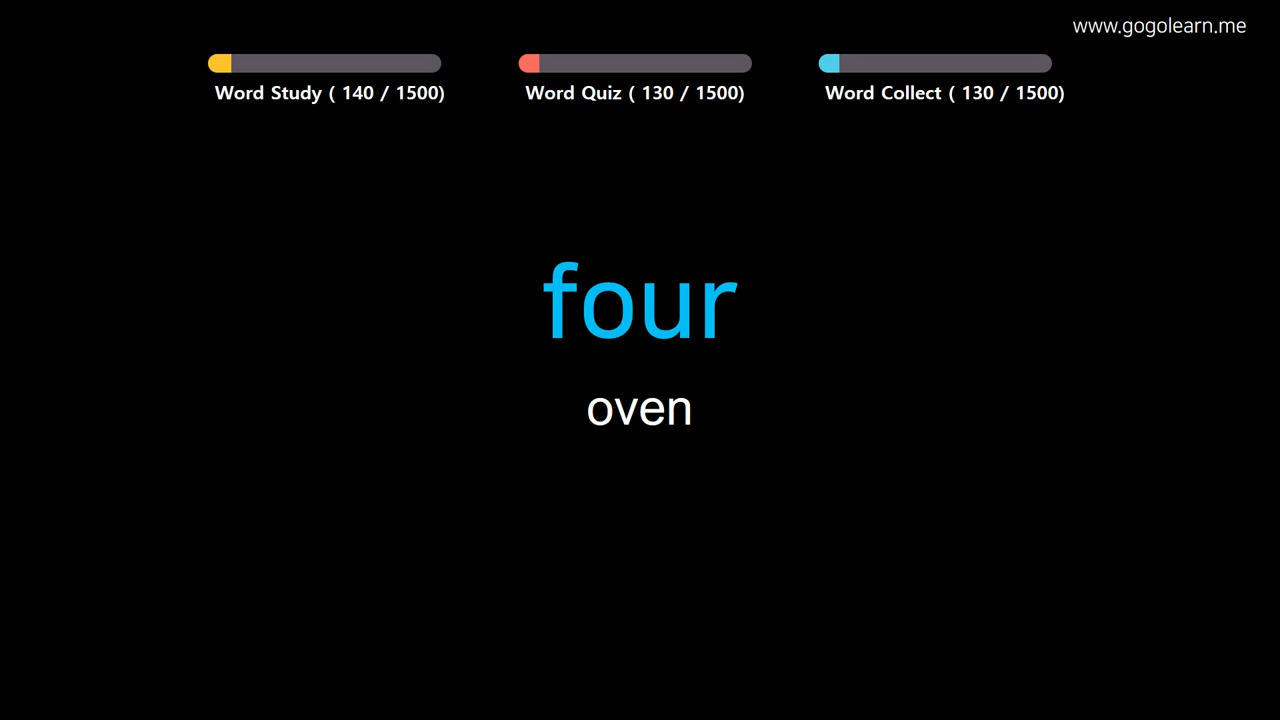 www.gogolearn.me
Word Study ( 140 / 1500)
Word Quiz ( 130 / 1500)
Word Collect ( 130 / 1500)
four
oven